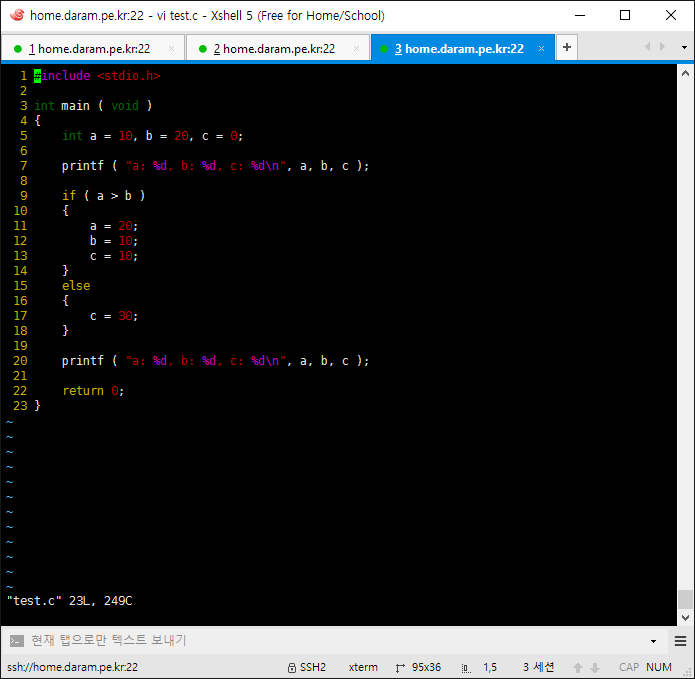 home.daram.pe.kr:22 - vi test.c - Xshell 5 (Free for Home/School)
1 home.daram.pe.kr:22 × 2 home.daram.pe.kr:22 × 3 home.daram.pe.kr:22 × +
1 #include <stdio.h>
2
3 int main ( void )
4 {
5     int a = 10, b = 20, c = 0;
6
7     printf ( "a: %d, b: %d, c: %d\n", a, b, c );
8
9     if ( a > b )
10     {
11         a = 20;
12         b = 10;
13         c = 10;
14     }
15     else
16     {
17         c = 30;
18     }
19
20     printf ( "a: %d, b: %d, c: %d\n", a, b, c );
21
22     return 0;
23 }
~
~
~
~
~
~
~
~
~
~
~
~
"test.c" 23L, 249C
현재 탭으로만 텍스트 보내기
ssh://home.daram.pe.kr:22 SSH2 xterm 95x36 1,5 3 세션 CAP NUM